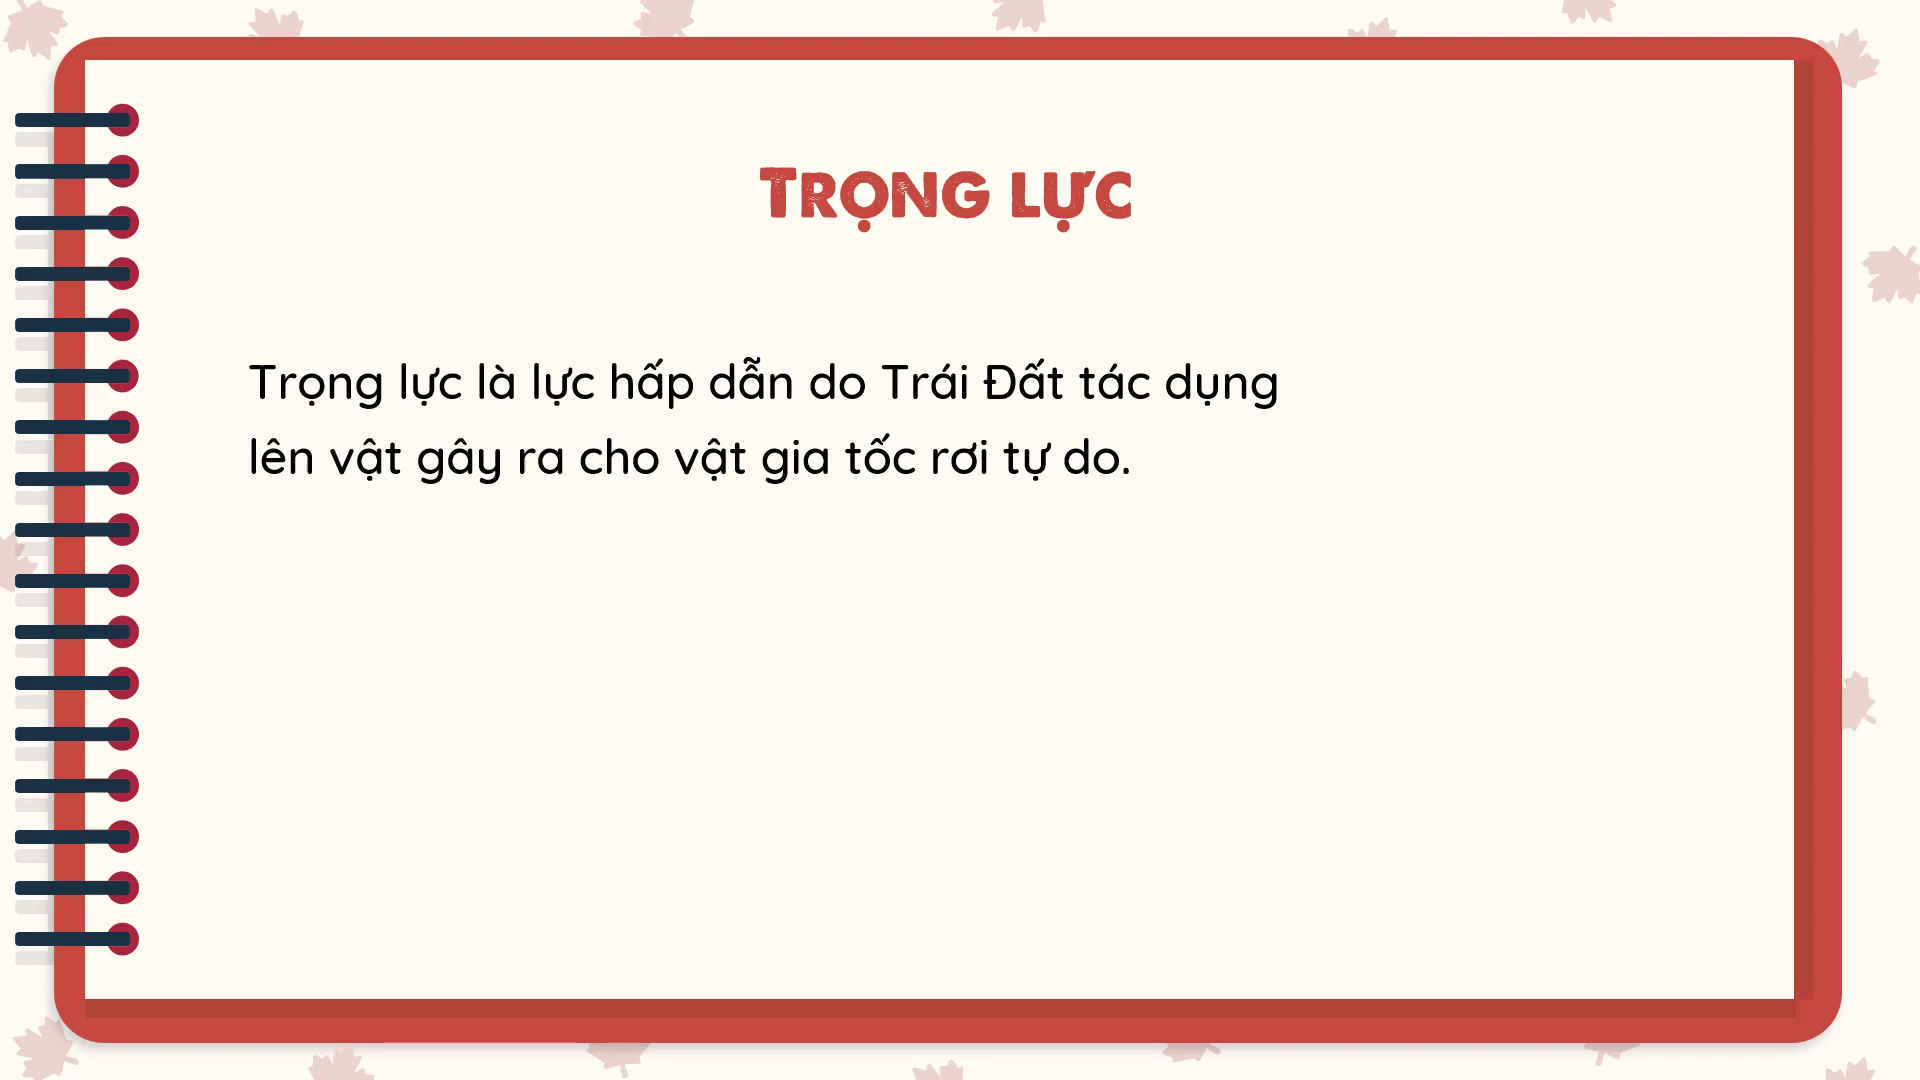 TRỌNG LỰC
Trọng lực là lực hấp dẫn do Trái Đất tác dụng
lên vật gây ra cho vật gia tốc rơi tự do.